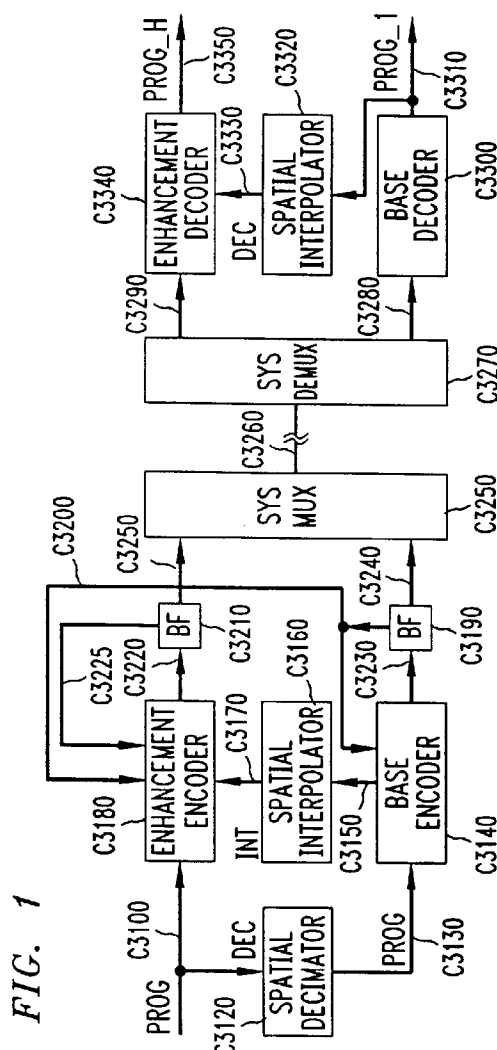 FIG. 1
PROG
C3100
DEC
C3120
SPATIAL
DECIMATOR
PROG
C3130
C3180
ENHANCEMENT
ENCODER
INT
C3170
SPATIAL
INTERPOLATOR
C3160
C3150
BASE
ENCODER
C3140
C3225
C3200
C3220
BF
C3210
C3250
C3230
BF
C3190
C3240
SYS
MUX
C3250
C3260
SYS
DEMUX
C3270
C3290
C3280
C3340
ENHANCEMENT
DECODER
DEC
C3330
SPATIAL
INTERPOLATOR
C3320
BASE
DECODER
C3300
PROG_H
C3350
PROG_1
C3310